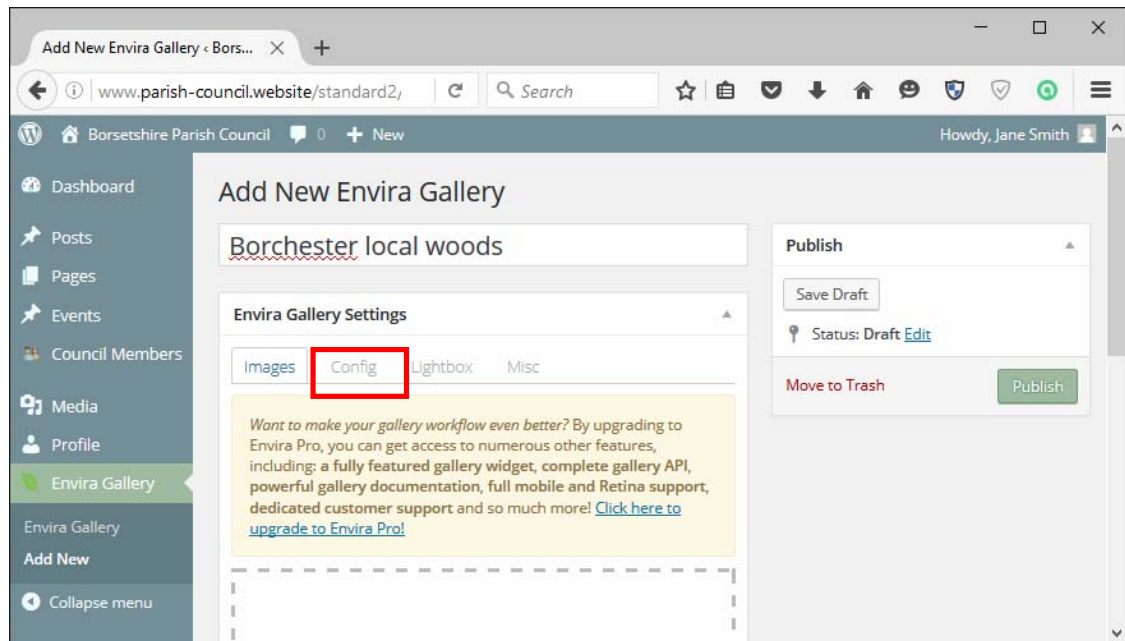 Add New Envira Gallery ‹ Bors...
www.parish-council.website/standard2/
Search
Borsetshire Parish Council 0 + New
Howdy, Jane Smith
Dashboard
Posts
Pages
Events
Council Members
Media
Profile
Envira Gallery
Envira Gallery
Add New
Collapse menu
Add New Envira Gallery
Borchester local woods
Envira Gallery Settings
Images Config Lightbox Misc
Want to make your gallery workflow even better? By upgrading to
Envira Pro, you can get access to numerous other features,
including: a fully featured gallery widget, complete gallery API,
powerful gallery documentation, full mobile and Retina support,
dedicated customer support and so much more! Click here to
upgrade to Envira Pro!
Publish
Save Draft
Status: Draft Edit
Move to Trash
Publish